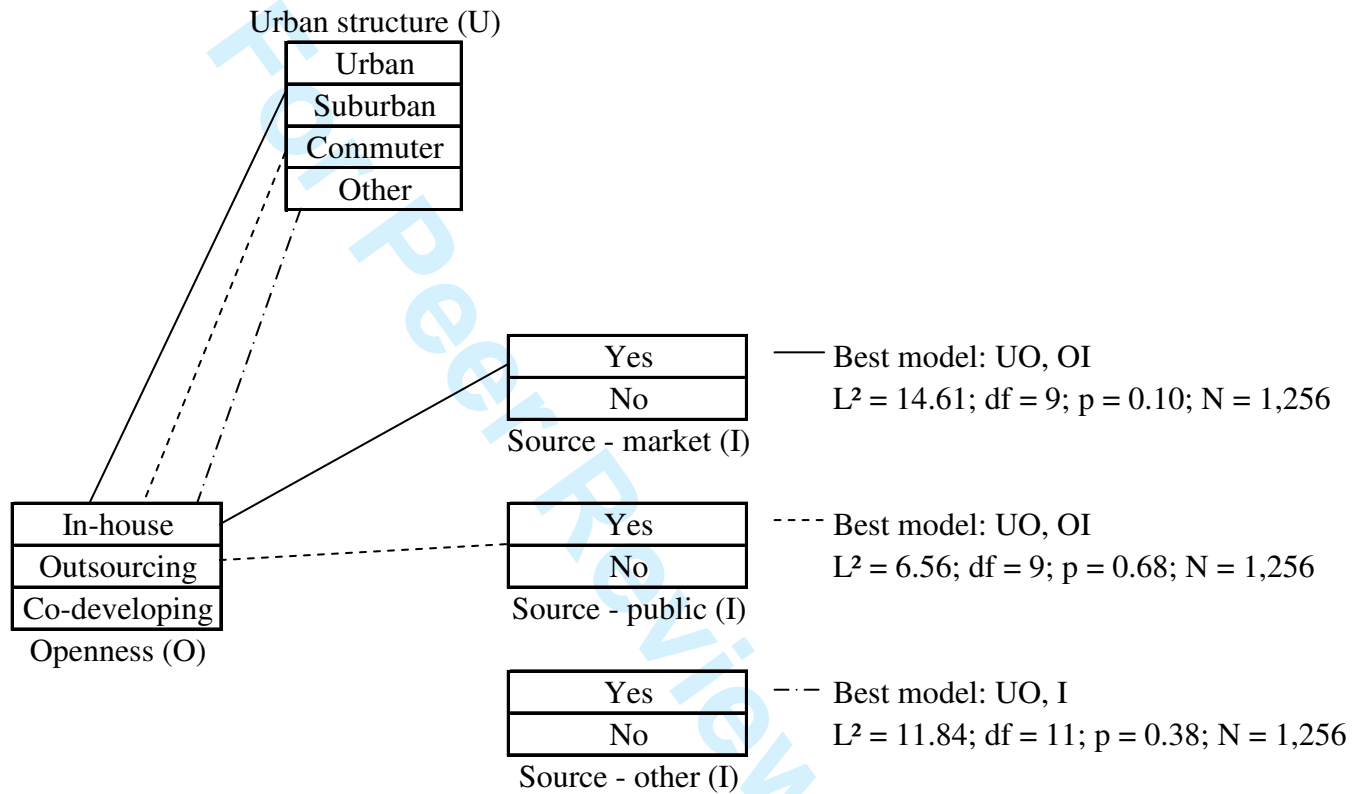 Urban structure (U)
Urban
Suburban
Commuter
Other
Yes
No
Source - market (I)
Best model: UO, OI
L² = 14.61; df = 9; p = 0.10; N = 1,256
In-house
Outsourcing
Co-developing
Openness (O)
Yes
No
Source - public (I)
Best model: UO, OI
L² = 6.56; df = 9; p = 0.68; N = 1,256
Yes
No
Source - other (I)
Best model: UO, I
L² = 11.84; df = 11; p = 0.38; N = 1,256
For Peer Review